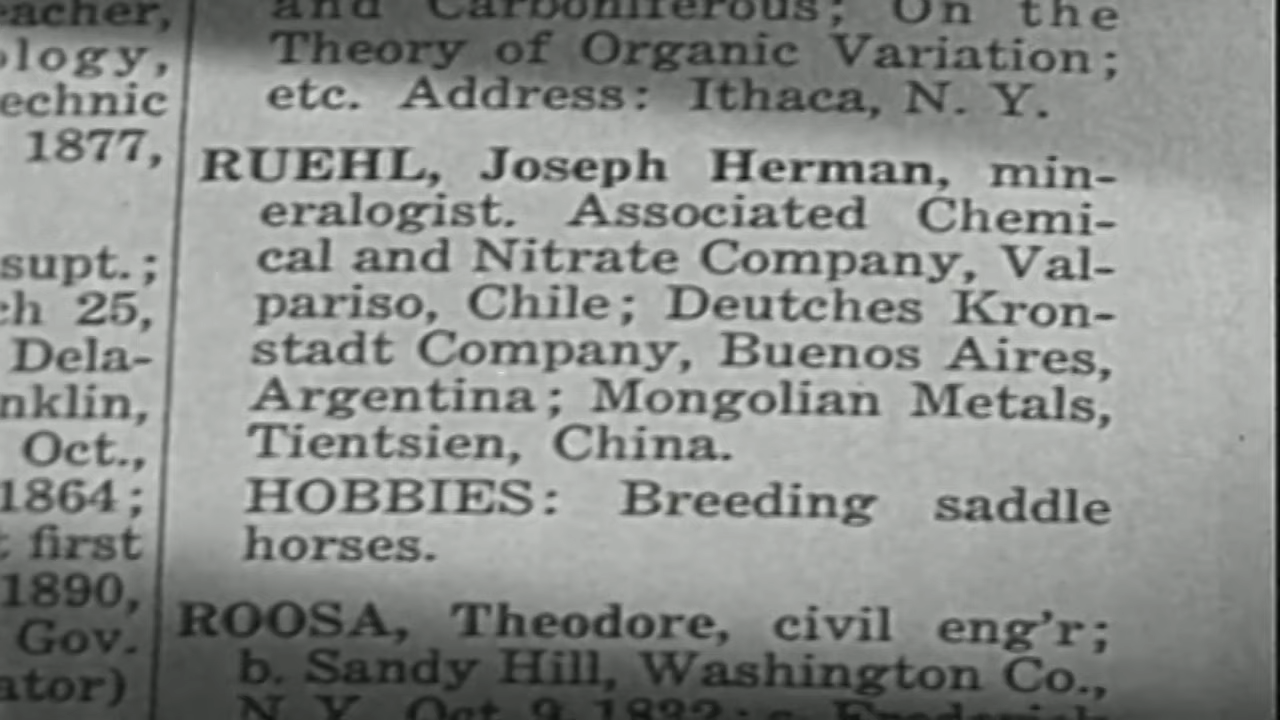 eacher,
ology,
echnic
1877,
supt.;
ch 25,
Dela-
nklin,
Oct.,
1864;
first
1890,
Gov.
ator)
and Carboniferous; On the
Theory of Organic Variation;
etc. Address: Ithaca, N. Y.
RUEHL, Joseph Herman, min-
eralogist. Associated Chemi-
cal and Nitrate Company, Val-
pariso, Chile; Deutches Kron-
stadt Company, Buenos Aires,
Argentina; Mongolian Metals,
Tientsien, China.
HOBBIES: Breeding saddle
horses.
ROOSA, Theodore, civil eng'r;
b. Sandy Hill, Washington Co.,
N. Y. Oct. 9,